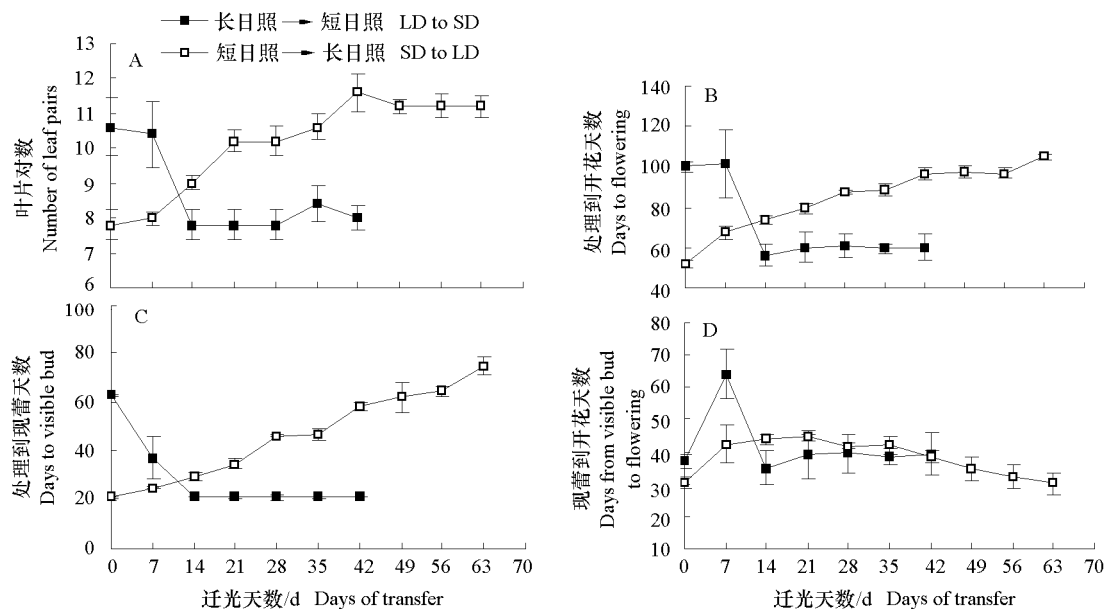 长日照 短日照 LD to SD
短日照 长日照 SD to LD
A
13
12
11
10
9
8
7
6
叶片对数
Number of leaf pairs
B
140
120
100
80
60
40
处理到开花天数
Days to flowering
C
100
80
60
40
20
0
处理到现蕾天数
Days to visible bud
0 7 14 21 28 35 42 49 56 63 70
迁光天数/d Days of transfer
D
80
70
60
50
40
30
20
10
现蕾到开花天数
Days from visible bud
to flowering
0 7 14 21 28 35 42 49 56 63 70
迁光天数/d Days of transfer